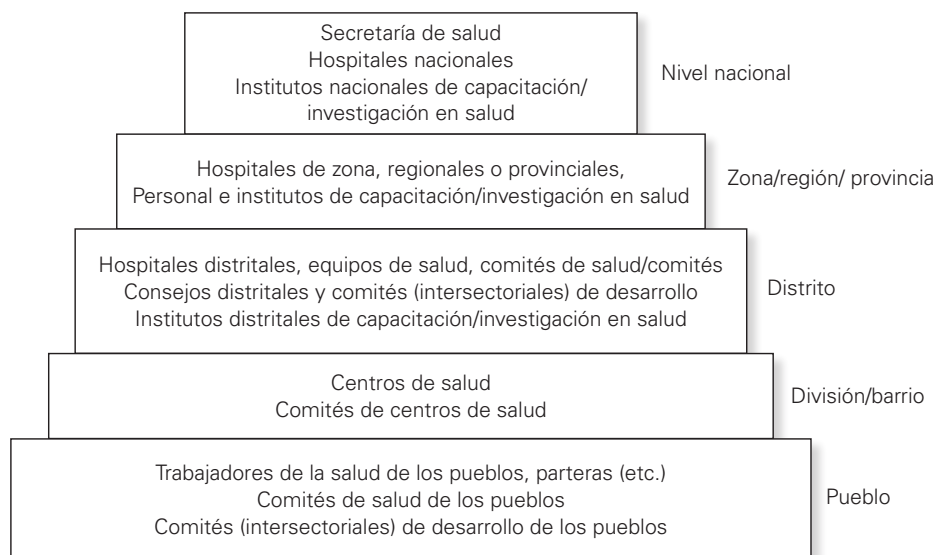 Secretaría de salud
Hospitales nacionales
Institutos nacionales de capacitación/
investigación en salud
Nivel nacional
Hospitales de zona, regionales o provinciales,
Personal e institutos de capacitación/investigación en salud
Zona/región/ provincia
Hospitales distritales, equipos de salud, comités de salud/comités
Consejos distritales y comités (intersectoriales) de desarrollo
Institutos distritales de capacitación/investigación en salud
Distrito
Centros de salud
Comités de centros de salud
División/barrio
Trabajadores de la salud de los pueblos, parteras (etc.)
Comités de salud de los pueblos
Comités (intersectoriales) de desarrollo de los pueblos
Pueblo